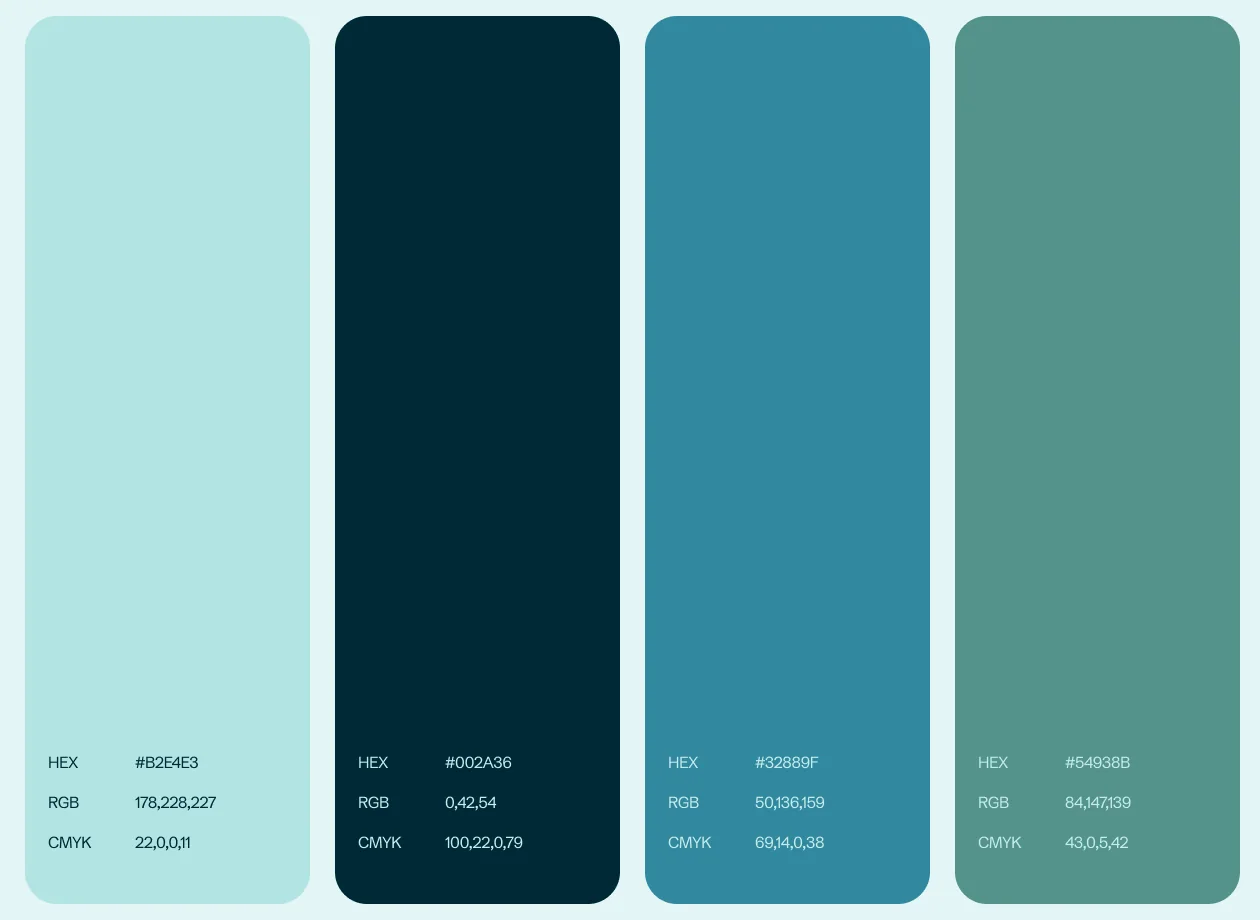 HEX #B2E4E3
RGB 178,228,227
CMYK 22,0,0,11
HEX #002A36
RGB 0,42,54
CMYK 100,22,0,79
HEX #32889F
RGB 50,136,159
CMYK 69,14,0,38
HEX #54938B
RGB 84,147,139
CMYK 43,0,5,42